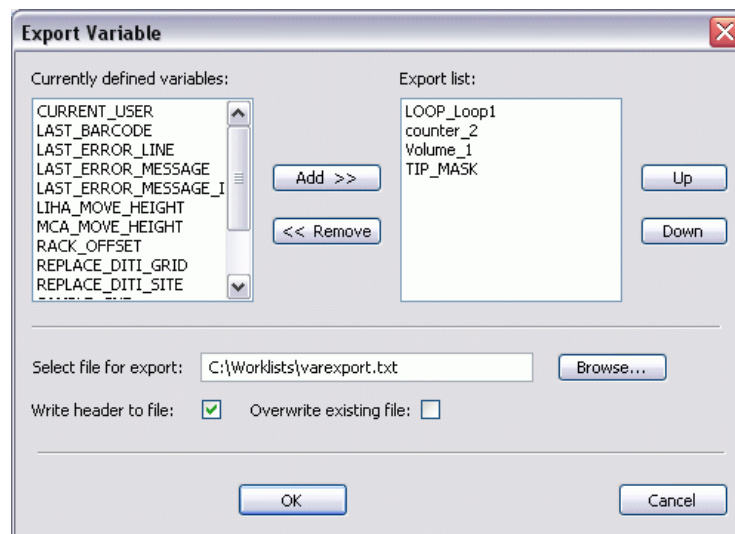 Export Variable
Currently defined variables:
CURRENT_USER
LAST_BARCODE
LAST_ERROR_LINE
LAST_ERROR_MESSAGE
LAST_ERROR_MESSAGE_I
LIHA_MOVE_HEIGHT
MCA_MOVE_HEIGHT
RACK_OFFSET
REPLACE_DITI_GRID
REPLACE_DITI_SITE
Add >>
<< Remove
Export list:
LOOP_Loop1
counter_2
Volume_1
TIP_MASK
Up
Down
Select file for export: C:\Worklists\varexport.txt Browse...
Write header to file: Overwrite existing file:
OK Cancel